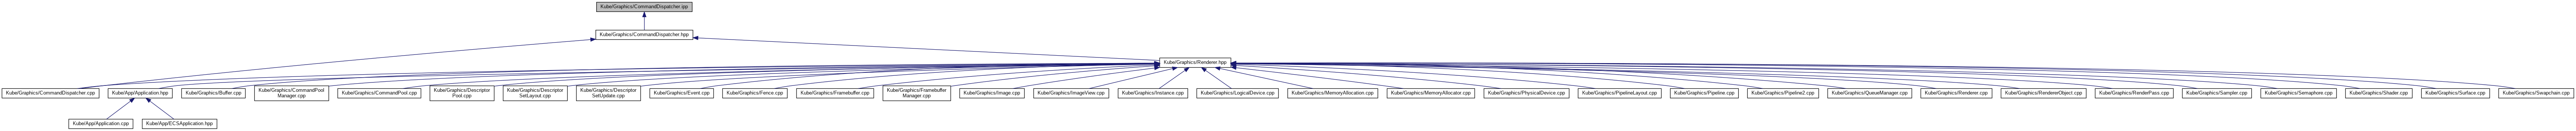 Kube/Graphics/CommandDispatcher.ipp
Kube/Graphics/CommandDispatcher.hpp
Kube/Graphics/Renderer.hpp
Kube/Graphics/CommandDispatcher.cpp
Kube/App/Application.hpp
Kube/Graphics/Buffer.cpp
Kube/Graphics/CommandPool
Manager.cpp
Kube/Graphics/CommandPool.cpp
Kube/Graphics/Descriptor
Pool.cpp
Kube/Graphics/Descriptor
SetLayout.cpp
Kube/Graphics/Descriptor
SetUpdate.cpp
Kube/Graphics/Event.cpp
Kube/Graphics/Fence.cpp
Kube/Graphics/Framebuffer.cpp
Kube/Graphics/Framebuffer
Manager.cpp
Kube/Graphics/Image.cpp
Kube/Graphics/ImageView.cpp
Kube/Graphics/Instance.cpp
Kube/Graphics/LogicalDevice.cpp
Kube/Graphics/MemoryAllocation.cpp
Kube/Graphics/MemoryAllocator.cpp
Kube/Graphics/PhysicalDevice.cpp
Kube/Graphics/PipelineLayout.cpp
Kube/Graphics/Pipeline.cpp
Kube/Graphics/Pipeline2.cpp
Kube/Graphics/QueueManager.cpp
Kube/Graphics/Renderer.cpp
Kube/Graphics/RendererObject.cpp
Kube/Graphics/RenderPass.cpp
Kube/Graphics/Sampler.cpp
Kube/Graphics/Semaphore.cpp
Kube/Graphics/Shader.cpp
Kube/Graphics/Surface.cpp
Kube/Graphics/Swapchain.cpp
Kube/App/Application.cpp
Kube/App/ECSApplication.hpp